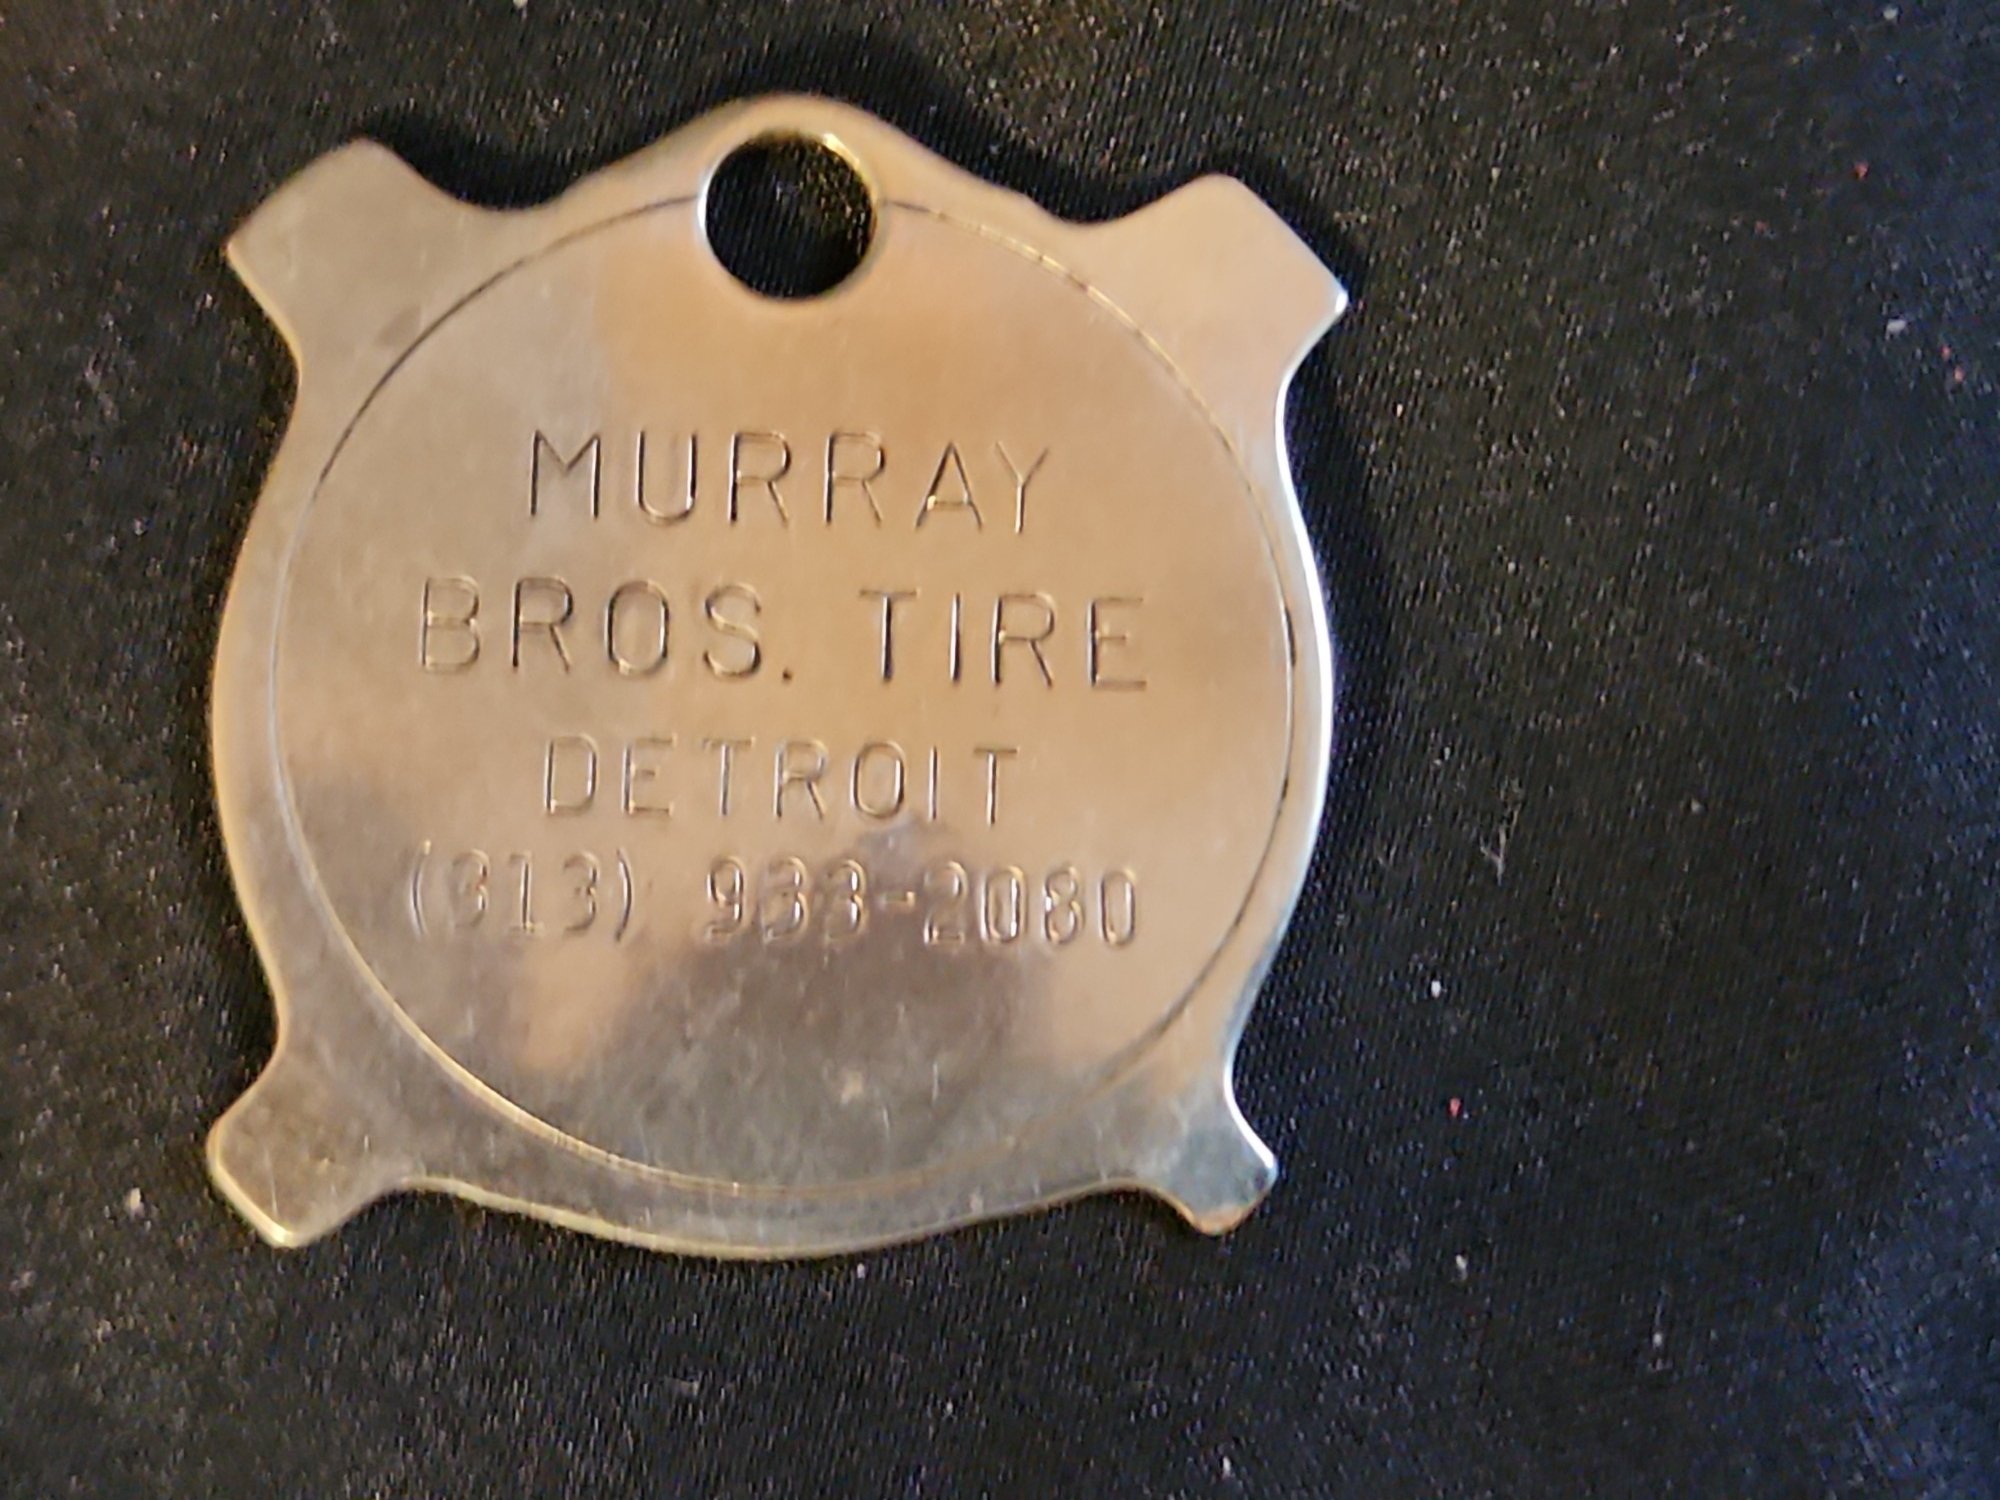 MURRAY
BROS. TIRE
DETROIT
(313) 933-2080